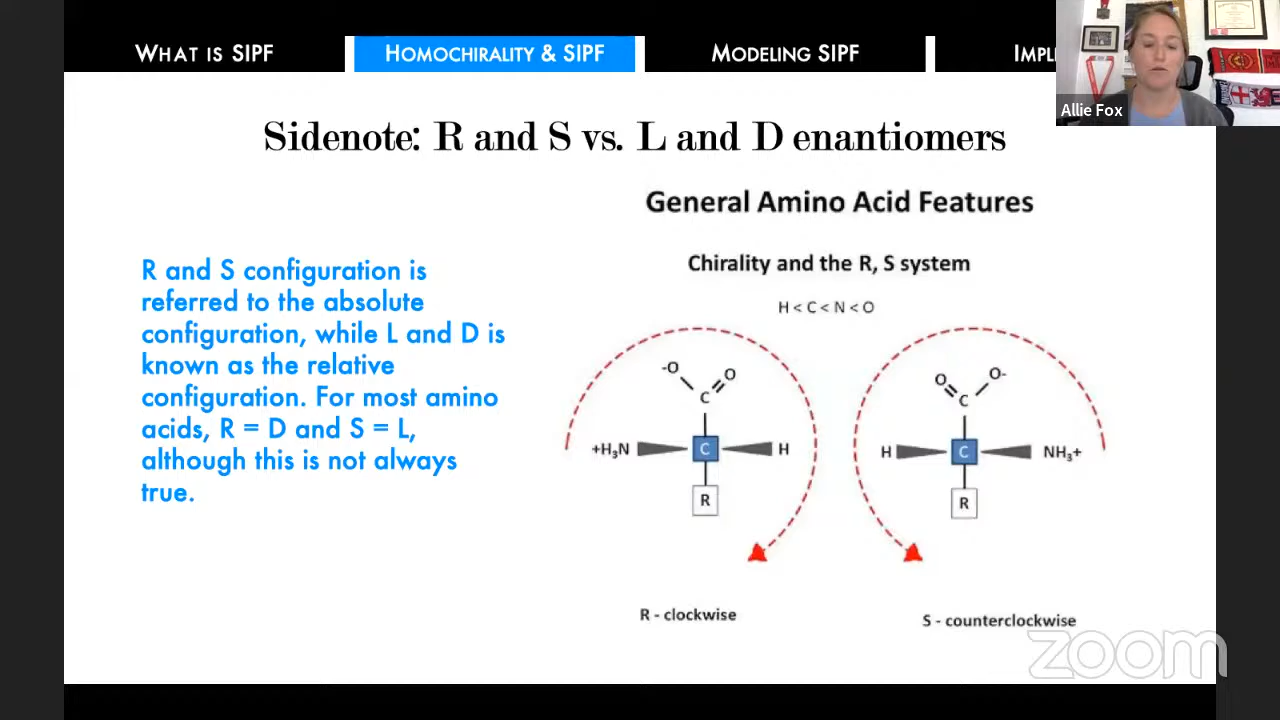 WHAT IS SIPF
HOMOCHIRALITY & SIPF
MODELING SIPF
Allie Fox
Sidenote: R and S vs. L and D enantiomers
General Amino Acid Features
Chirality and the R, S system
H < C < N < O
R and S configuration is
referred to the absolute
configuration, while L and D is
known as the relative
configuration. For most amino
acids, R = D and S = L,
although this is not always
true.
-O O
C
+H₃N C H
R
O O-
C
H C NH₃+
R
R - clockwise
S - counterclockwise
zoom